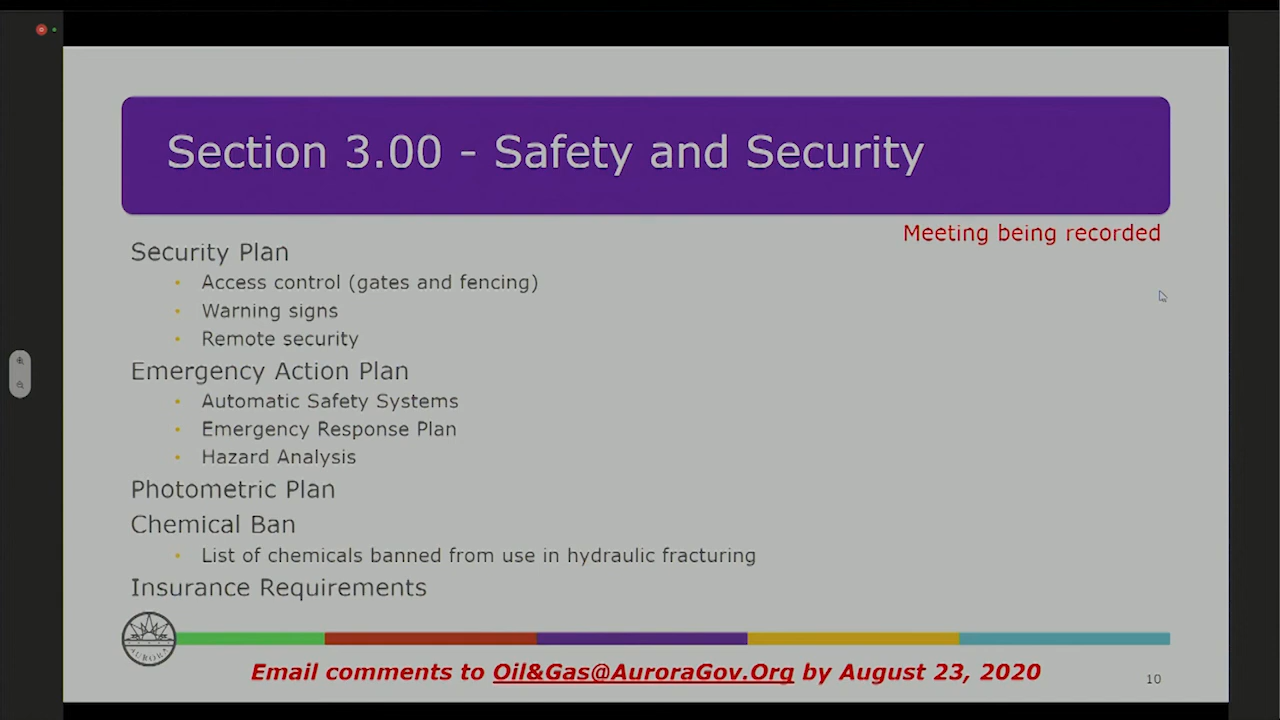 Section 3.00 - Safety and Security
Meeting being recorded
Security Plan
• Access control (gates and fencing)
• Warning signs
• Remote security
Emergency Action Plan
• Automatic Safety Systems
• Emergency Response Plan
• Hazard Analysis
Photometric Plan
Chemical Ban
• List of chemicals banned from use in hydraulic fracturing
Insurance Requirements
AURORA
Email comments to Oil&Gas@AuroraGov.Org by August 23, 2020
10